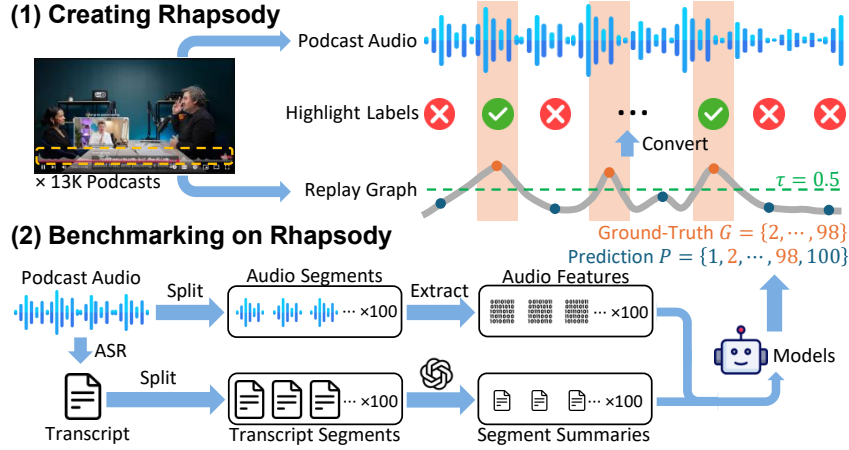 (1) Creating Rhapsody
Podcast Audio
Highlight Labels
...
Convert
× 13K Podcasts
Replay Graph
τ = 0.5
Ground-Truth G = {2, ⋯, 98}
(2) Benchmarking on Rhapsody
Prediction P = {1, 2, ⋯, 98, 100}
Podcast Audio
Audio Segments
Audio Features
Split
⋯ ×100
Extract
⋯ ×100
ASR
Models
Split
⋯ ×100
⋯ ×100
Transcript
Transcript Segments
Segment Summaries